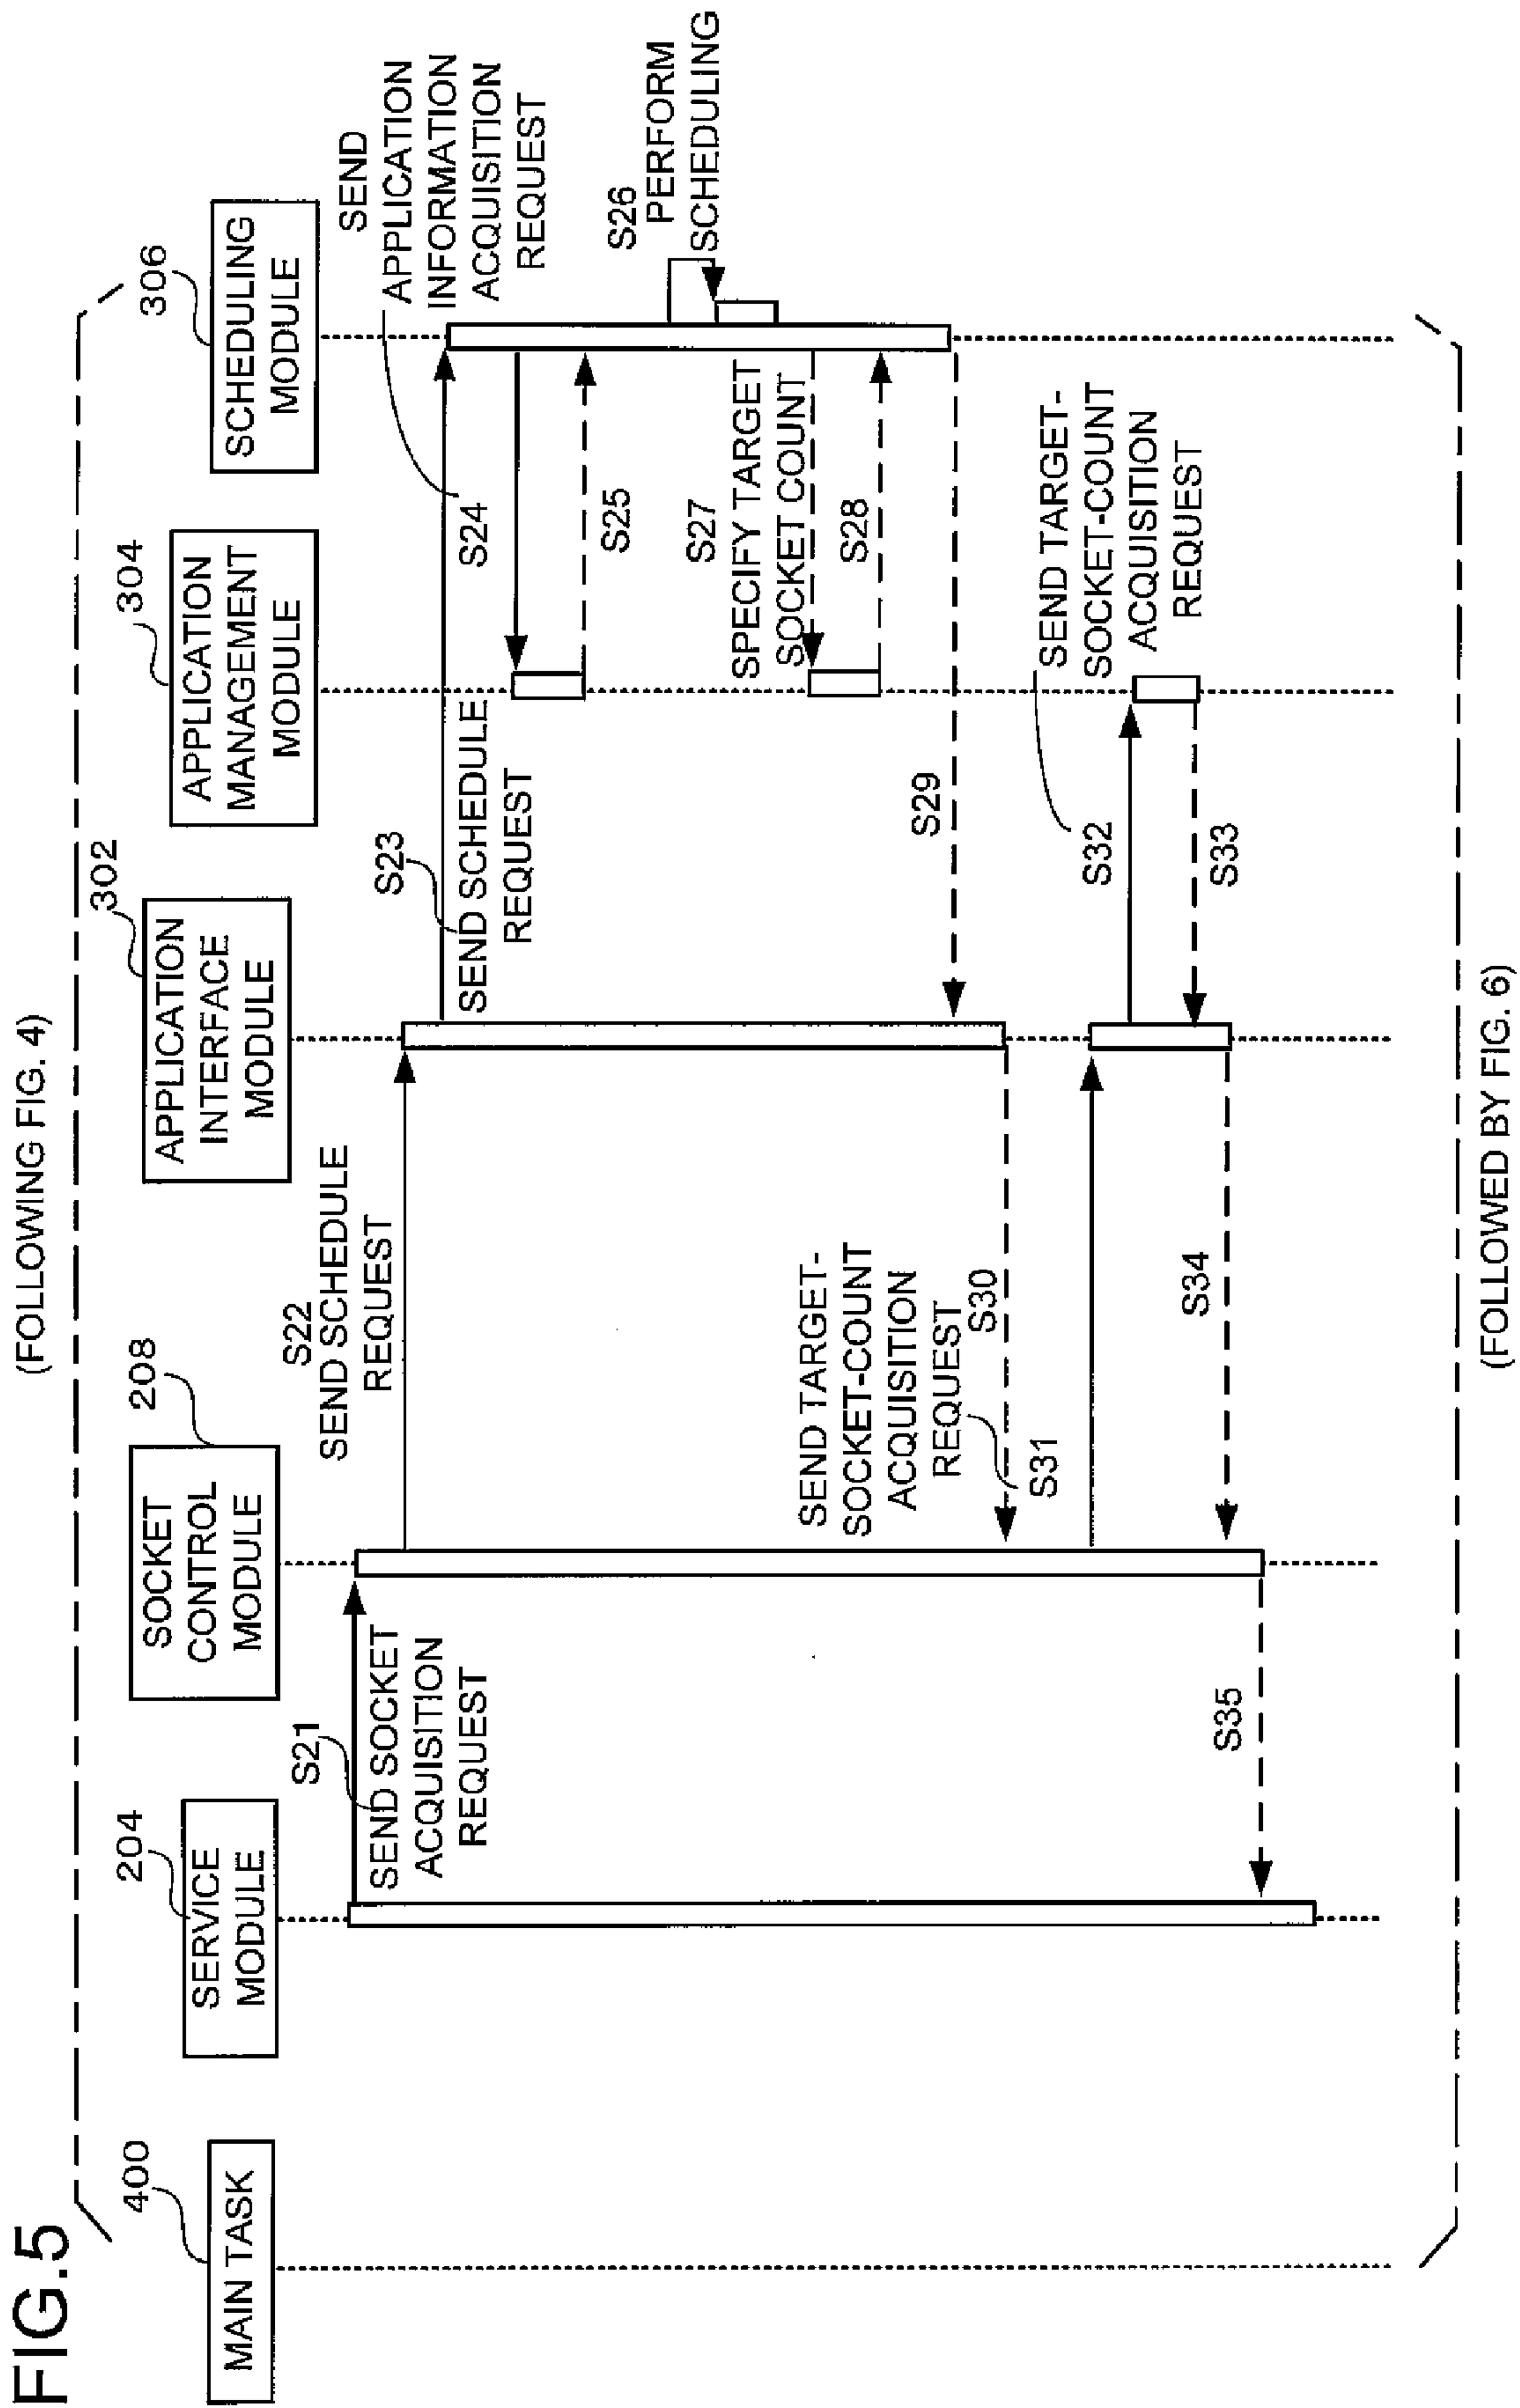 FIG.5
(FOLLOWING FIG. 4)
400
MAIN TASK
204
SERVICE
MODULE
208
SOCKET
CONTROL
MODULE
302
APPLICATION
INTERFACE
MODULE
304
APPLICATION
MANAGEMENT
MODULE
306
SCHEDULING
MODULE
S21
SEND SOCKET
ACQUISITION
REQUEST
S22
SEND SCHEDULE
REQUEST
S23
SEND SCHEDULE
REQUEST
SEND
APPLICATION
INFORMATION
ACQUISITION
REQUEST
S24
S25
S26
PERFORM
SCHEDULING
S27
SPECIFY TARGET
SOCKET COUNT
S28
S29
S30
SEND TARGET-
SOCKET-COUNT
ACQUISITION
REQUEST
S31
SEND TARGET-
SOCKET-COUNT
ACQUISITION
REQUEST
S32
S33
S34
S35
(FOLLOWED BY FIG. 6)